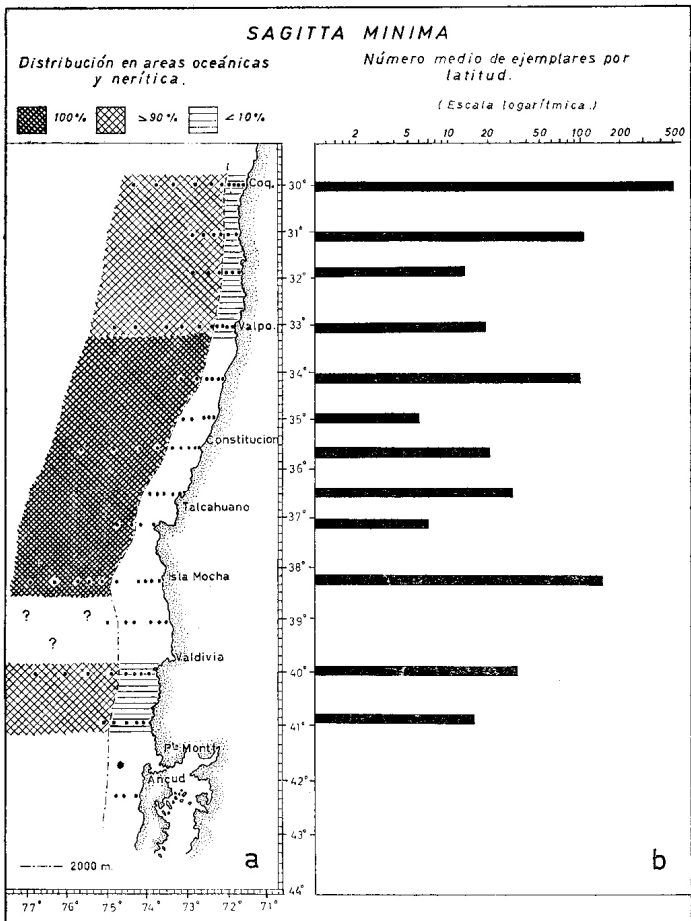 SAGITTA MINIMA
Distribución en areas oceánicas
y nerítica.
100% ≥90% <10%
Número medio de ejemplares por
latitud.
(Escala logarítmica.)
2 5 10 20 50 100 200 500
Coq.
Valpo.
Constitucion
Talcahuano
Isla Mocha
? ?
?
Valdivia
Pto Montt
Ancud
30°
31°
32°
33°
34°
35°
36°
37°
38°
39°
40°
41°
42°
43°
44°
2000 m.
a
b
77° 76° 75° 74° 73° 72° 71°